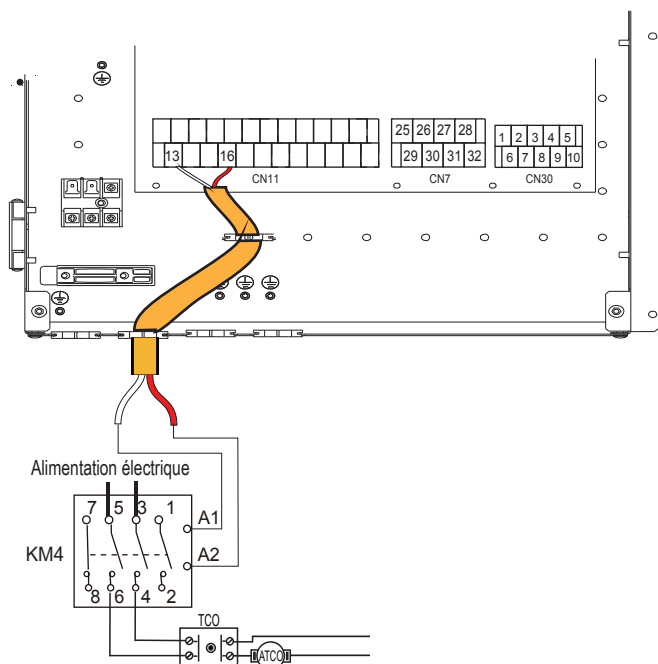 25 26 27 28
1 2 3 4 5
13 16
29 30 31 32
6 7 8 9 10
CN11
CN7
CN30
Alimentation électrique
7 5 3 1
A1
KM4
A2
8 6 4 2
TCO
ATCO